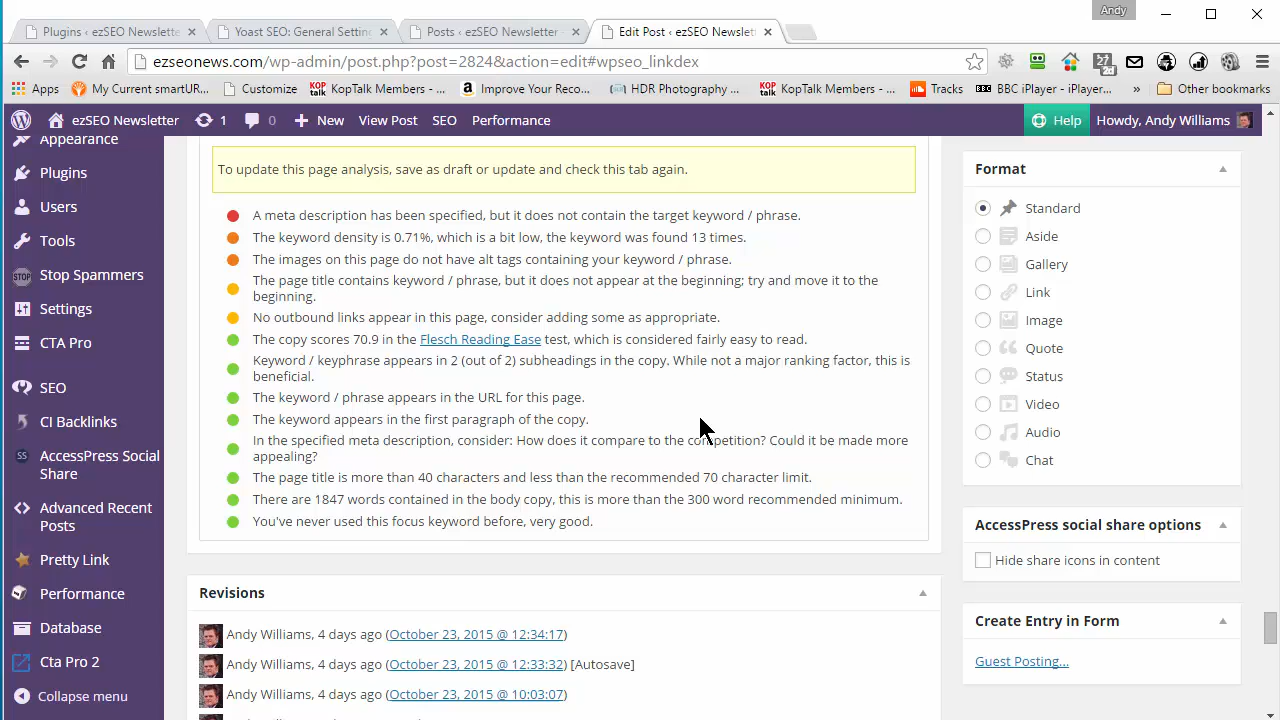 Andy
Plugins ‹ ezSEO Newslette
Yoast SEO: General Settin
Posts ‹ ezSEO Newsletter -
Edit Post ‹ ezSEO Newslet
ezseonews.com/wp-admin/post.php?post=2824&action=edit#wpseo_linkdex
Apps
My Current smartUR...
Customize
KOP talk KopTalk Members - ...
Improve Your Reco...
HDR Photography ...
KOP talk KopTalk Members - ...
Tracks
BBC iPlayer - iPlayer...
»
Other bookmarks
ezSEO Newsletter
1
0
New
View Post
SEO
Performance
Help
Howdy, Andy Williams
Appearance
Plugins
Users
Tools
Stop Spammers
Settings
CTA Pro
SEO
CI Backlinks
AccessPress Social
Share
Advanced Recent
Posts
Pretty Link
Performance
Database
Cta Pro 2
Collapse menu
To update this page analysis, save as draft or update and check this tab again.
A meta description has been specified, but it does not contain the target keyword / phrase.
The keyword density is 0.71%, which is a bit low, the keyword was found 13 times.
The images on this page do not have alt tags containing your keyword / phrase.
The page title contains keyword / phrase, but it does not appear at the beginning; try and move it to the
beginning.
No outbound links appear in this page, consider adding some as appropriate.
The copy scores 70.9 in the Flesch Reading Ease test, which is considered fairly easy to read.
Keyword / keyphrase appears in 2 (out of 2) subheadings in the copy. While not a major ranking factor, this is
beneficial.
The keyword / phrase appears in the URL for this page.
The keyword appears in the first paragraph of the copy.
In the specified meta description, consider: How does it compare to the competition? Could it be made more
appealing?
The page title is more than 40 characters and less than the recommended 70 character limit.
There are 1847 words contained in the body copy, this is more than the 300 word recommended minimum.
You've never used this focus keyword before, very good.
Revisions
Andy Williams, 4 days ago (October 23, 2015 @ 12:34:17)
Andy Williams, 4 days ago (October 23, 2015 @ 12:33:32) [Autosave]
Andy Williams, 4 days ago (October 23, 2015 @ 10:03:07)
Format
Standard
Aside
Gallery
Link
Image
Quote
Status
Video
Audio
Chat
AccessPress social share options
Hide share icons in content
Create Entry in Form
Guest Posting...